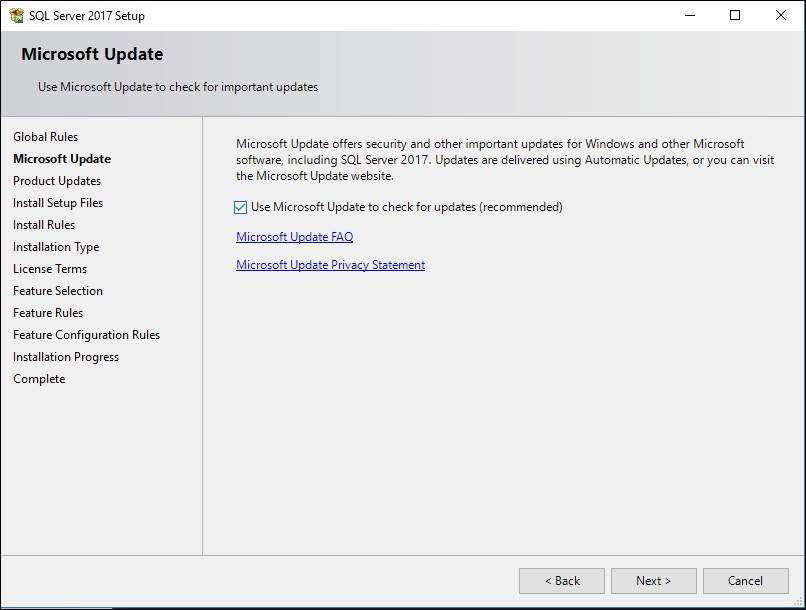 SQL Server 2017 Setup
Microsoft Update
Use Microsoft Update to check for important updates
Global Rules
Microsoft Update
Product Updates
Install Setup Files
Install Rules
Installation Type
License Terms
Feature Selection
Feature Rules
Feature Configuration Rules
Installation Progress
Complete
Microsoft Update offers security and other important updates for Windows and other Microsoft
software, including SQL Server 2017. Updates are delivered using Automatic Updates, or you can visit
the Microsoft Update website.
Use Microsoft Update to check for updates (recommended)
Microsoft Update FAQ
Microsoft Update Privacy Statement
< Back
Next >
Cancel